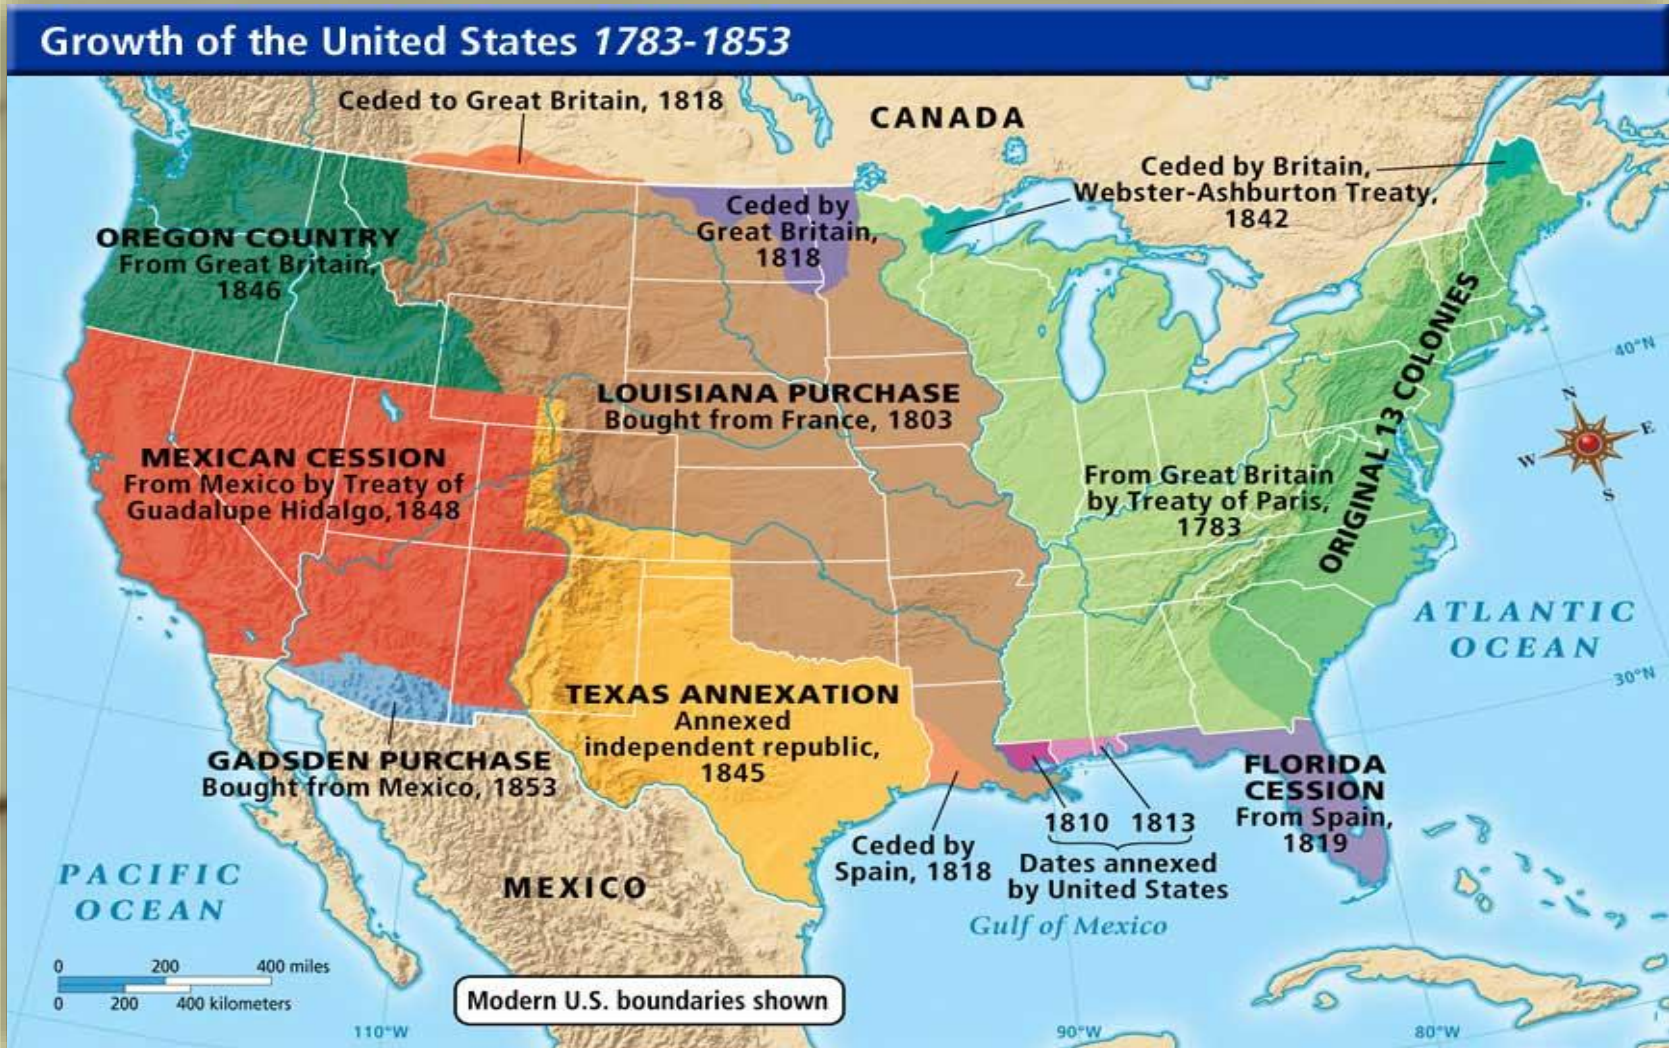 Growth of the United States 1783-1853
Ceded to Great Britain, 1818
CANADA
Ceded by Britain,
Webster-Ashburton Treaty,
1842
Ceded by
Great Britain,
1818
OREGON COUNTRY
From Great Britain,
1846
ORIGINAL 13 COLONIES
40°N
LOUISIANA PURCHASE
Bought from France, 1803
N
E
W
S
MEXICAN CESSION
From Mexico by Treaty of
Guadalupe Hidalgo, 1848
From Great Britain
by Treaty of Paris,
1783
ATLANTIC
OCEAN
30°N
TEXAS ANNEXATION
Annexed
independent republic,
1845
GADSDEN PURCHASE
Bought from Mexico, 1853
FLORIDA
CESSION
From Spain,
1819
1810 1813
Dates annexed
by United States
Ceded by
Spain, 1818
PACIFIC
OCEAN
MEXICO
Gulf of Mexico
0 200 400 miles
0 200 400 kilometers
Modern U.S. boundaries shown
110°W
90°W
80°W